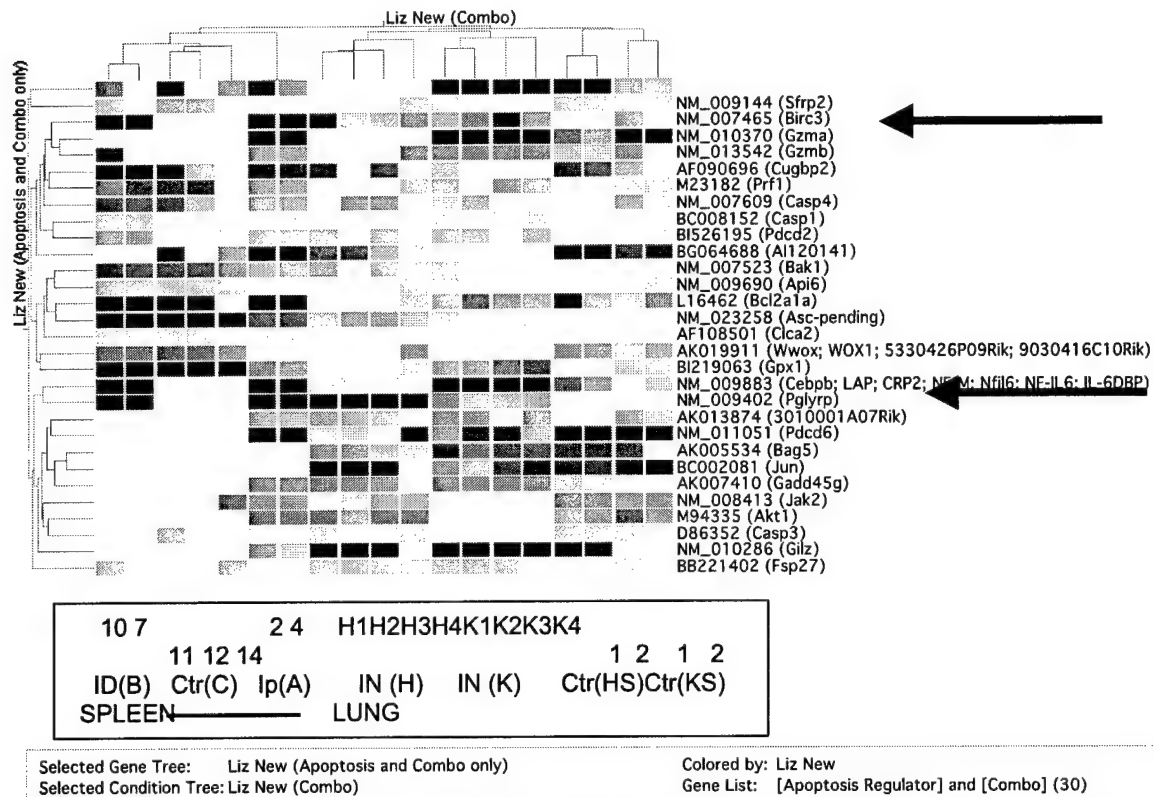 Liz New (Combo)
Liz New (Apoptosis and Combo only)
NM_009144 (Sfrp2)
NM_007465 (Birc3)
NM_010370 (Gzma)
NM_013542 (Gzmb)
AF090696 (Cugbp2)
M23182 (Prf1)
NM_007609 (Casp4)
BC008152 (Casp1)
BI526195 (Pdcd2)
BG064688 (AI120141)
NM_007523 (Bak1)
NM_009690 (Api6)
L16462 (Bcl2a1a)
NM_023258 (Asc-pending)
AF108501 (Clca2)
AK019911 (Wwox; WOX1; 5330426P09Rik; 9030416C10Rik)
BI219063 (Gpx1)
NM_009883 (Cebpb; LAP; CRP2; NF-M; Nfil6; NF-IL6; IL-6DBP)
NM_009402 (Pglyrp)
AK013874 (3010001A07Rik)
NM_011051 (Pdcd6)
AK005534 (Bag5)
BC002081 (Jun)
AK007410 (Gadd45g)
NM_008413 (Jak2)
M94335 (Akt1)
D86352 (Casp3)
NM_010286 (Gilz)
BB221402 (Fsp27)
10 7 2 4 H1H2H3H4K1K2K3K4
11 12 14 1 2 1 2
ID(B) Ctr(C) Ip(A) IN (H) IN (K) Ctr(HS)Ctr(KS)
SPLEEN LUNG
Selected Gene Tree: Liz New (Apoptosis and Combo only) Colored by: Liz New
Selected Condition Tree: Liz New (Combo) Gene List: [Apoptosis Regulator] and [Combo] (30)